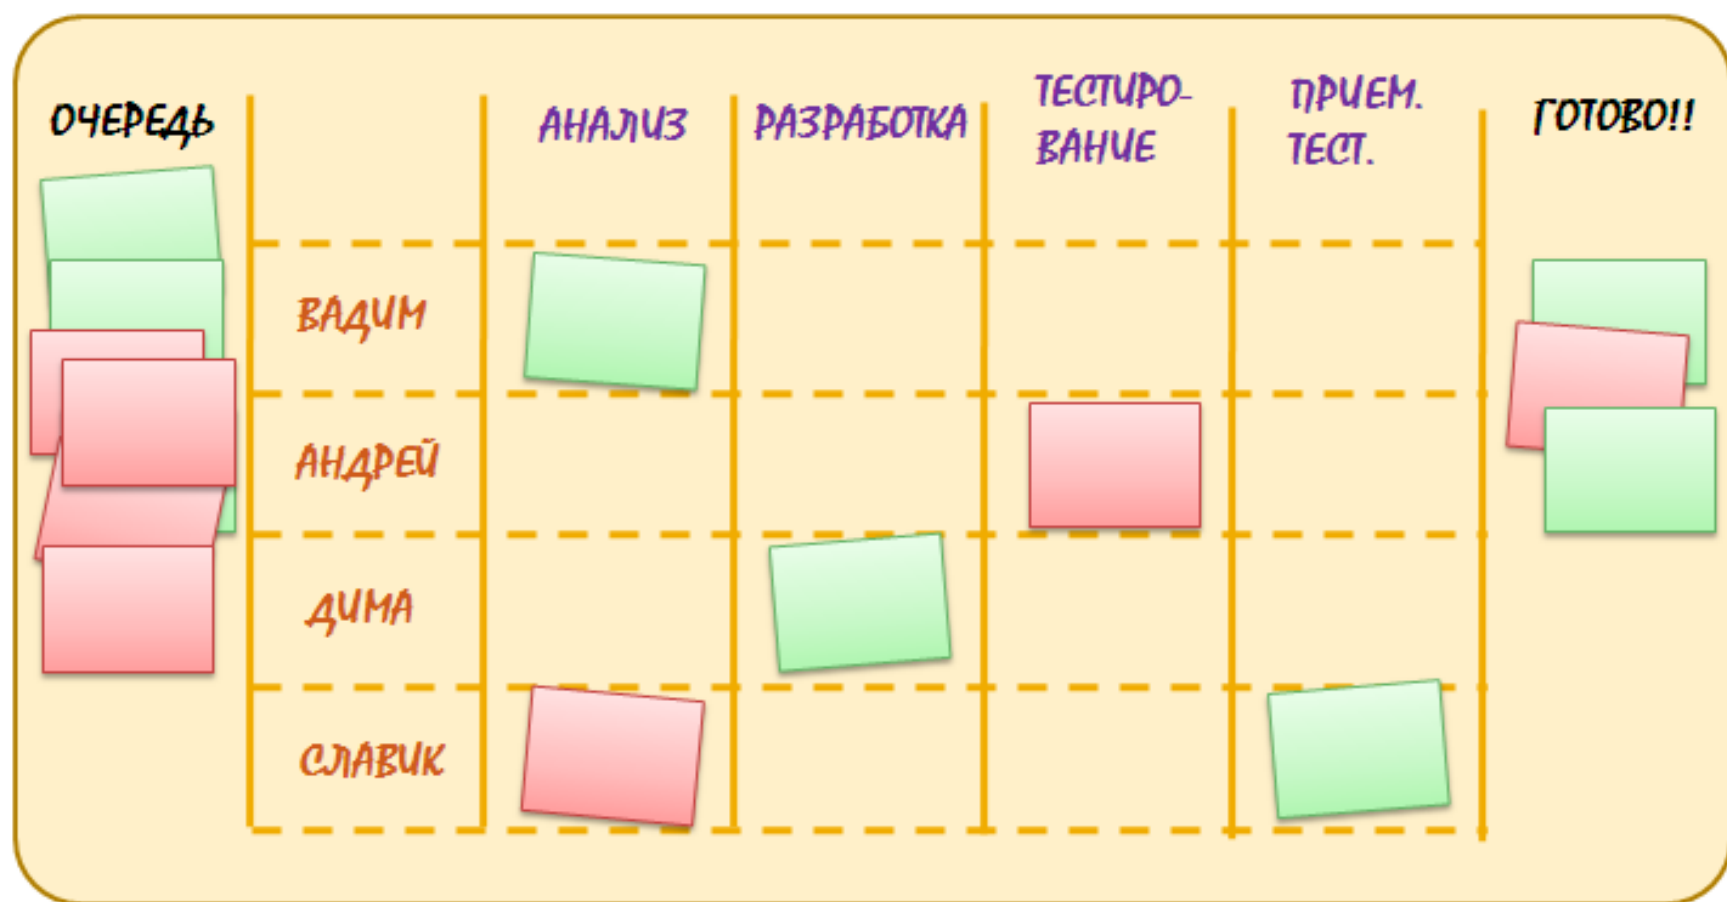 ОЧЕРЕДЬ
АНАЛИЗ
РАЗРАБОТКА
ТЕСТИРО-
ВАНИЕ
ПРИЕМ.
ТЕСТ.
ГОТОВО!!
ВАДИМ
АНДРЕЙ
ДИМА
СЛАВИК